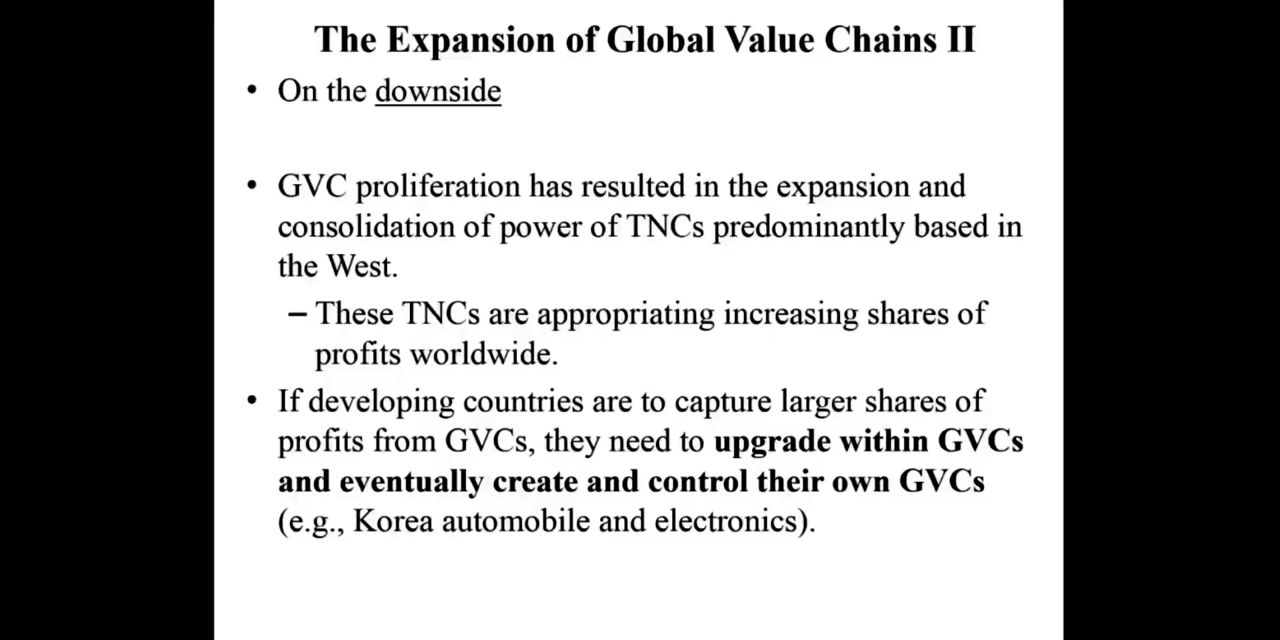 The Expansion of Global Value Chains II
• On the downside
• GVC proliferation has resulted in the expansion and
consolidation of power of TNCs predominantly based in
the West.
– These TNCs are appropriating increasing shares of
profits worldwide.
• If developing countries are to capture larger shares of
profits from GVCs, they need to upgrade within GVCs
and eventually create and control their own GVCs
(e.g., Korea automobile and electronics).